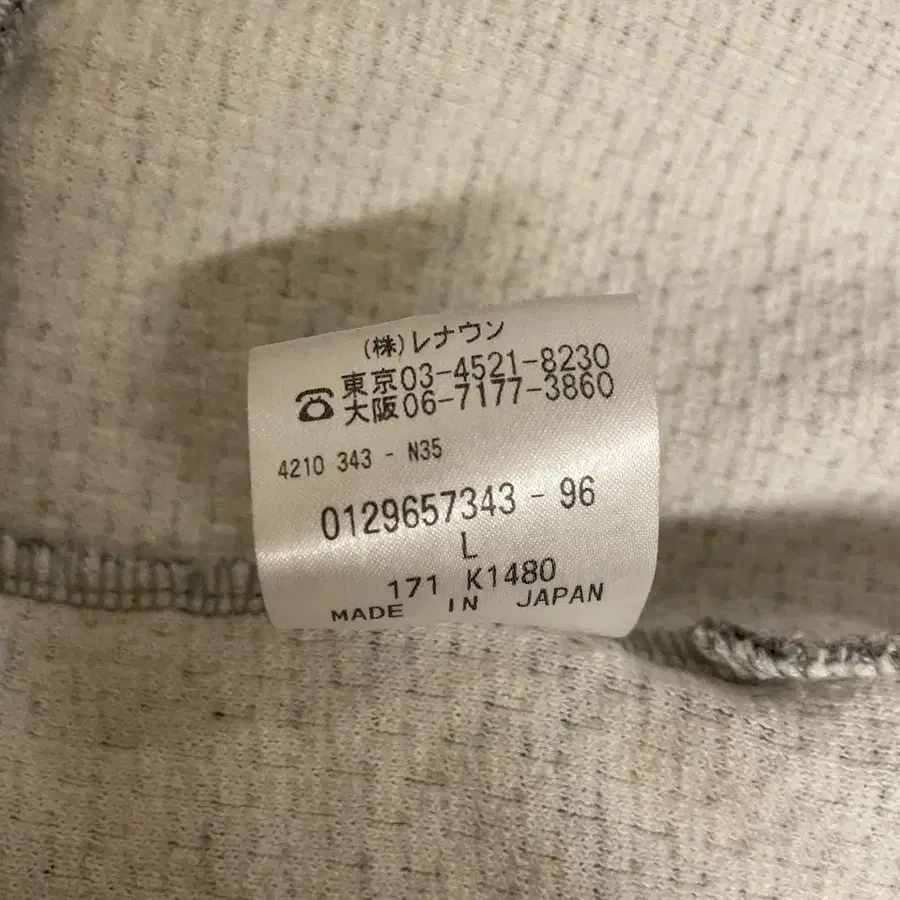 (株)レナウン
東京03-4521-8230
☎大阪06-7177-3860
4210 343 - N35
0129657343 - 96
L
171 K1480
MADE IN JAPAN